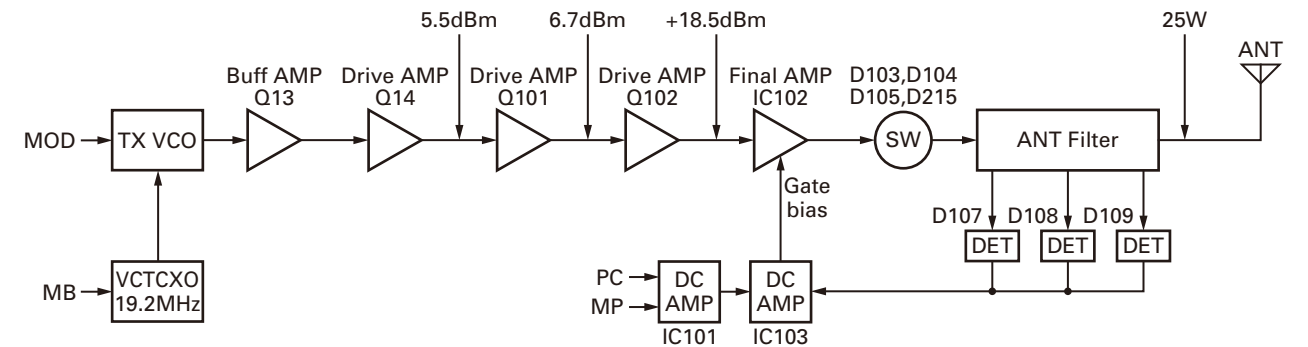 5.5dBm
6.7dBm
+18.5dBm
25W
ANT
Buff AMP
Q13
Drive AMP
Q14
Drive AMP
Q101
Drive AMP
Q102
Final AMP
IC102
D103,D104
D105,D215
MOD
TX VCO
SW
ANT Filter
Gate
bias
D107
D108
D109
DET
DET
DET
MB
VCTCXO
19.2MHz
PC
MP
DC
AMP
IC101
DC
AMP
IC103